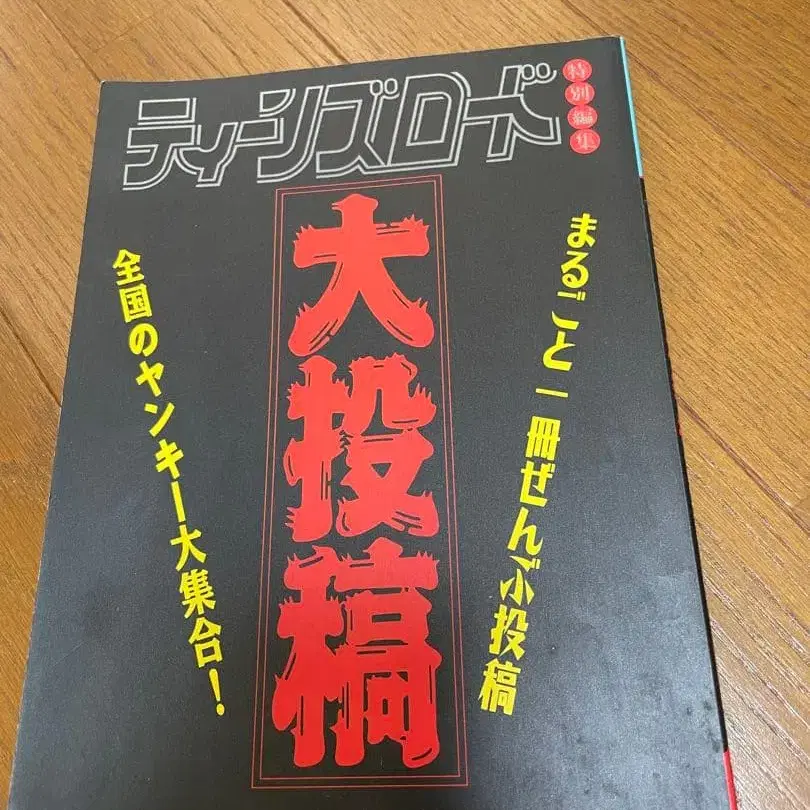 ティーンズロード
特別編集
まるごと一冊ぜんぶ投稿
大投稿
全国のヤンキー大集合!